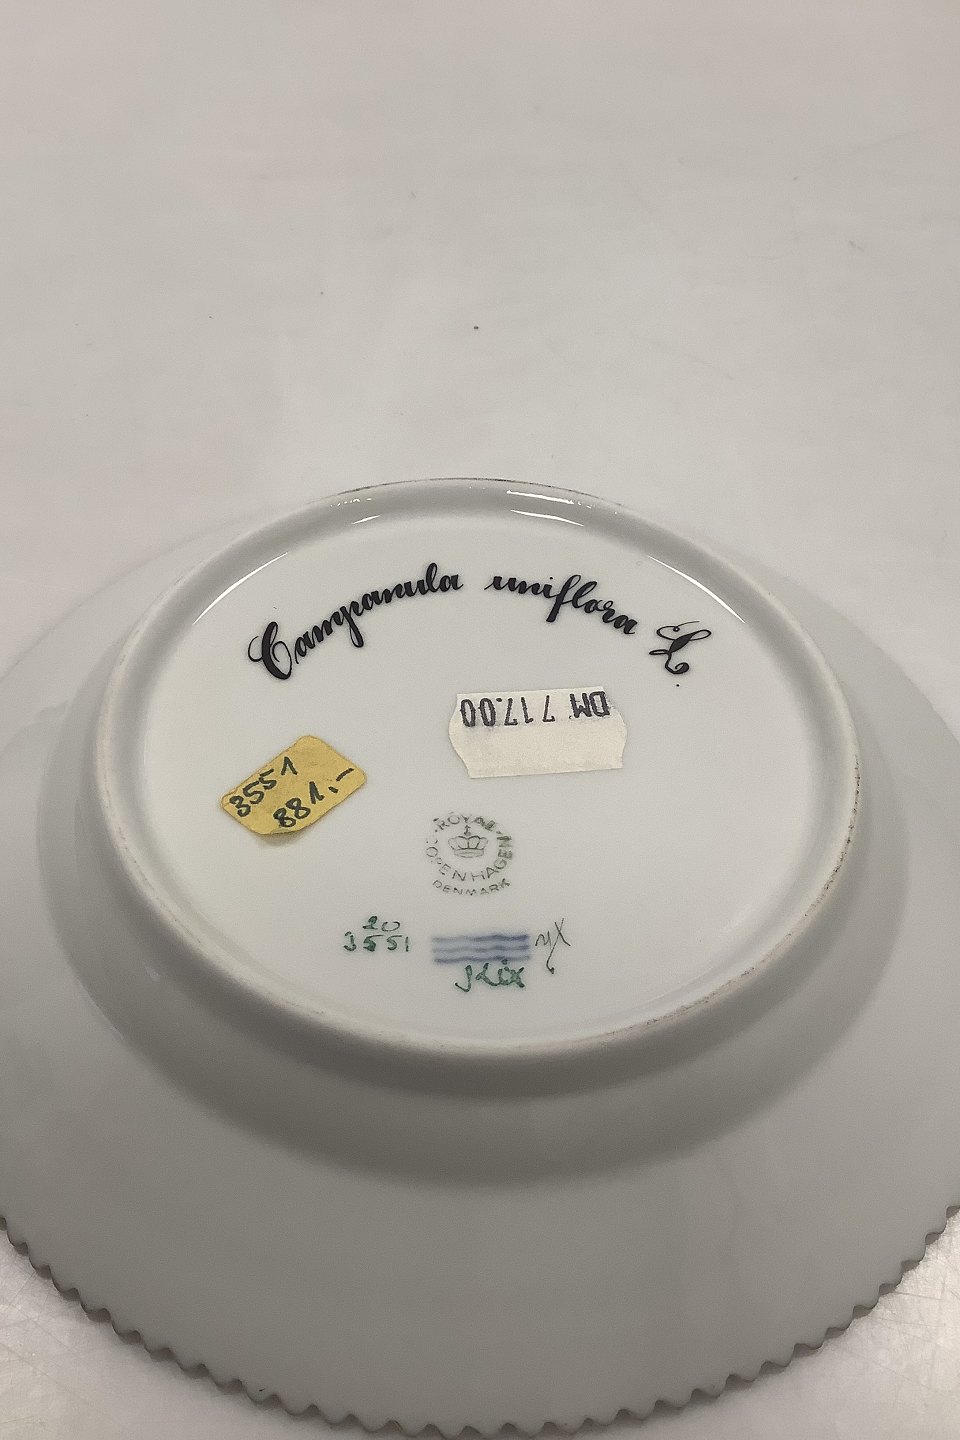 Campanula uniflora L.
DM 717.00
3551
881,-
ROYAL
COPENHAGEN
DENMARK
20
3551